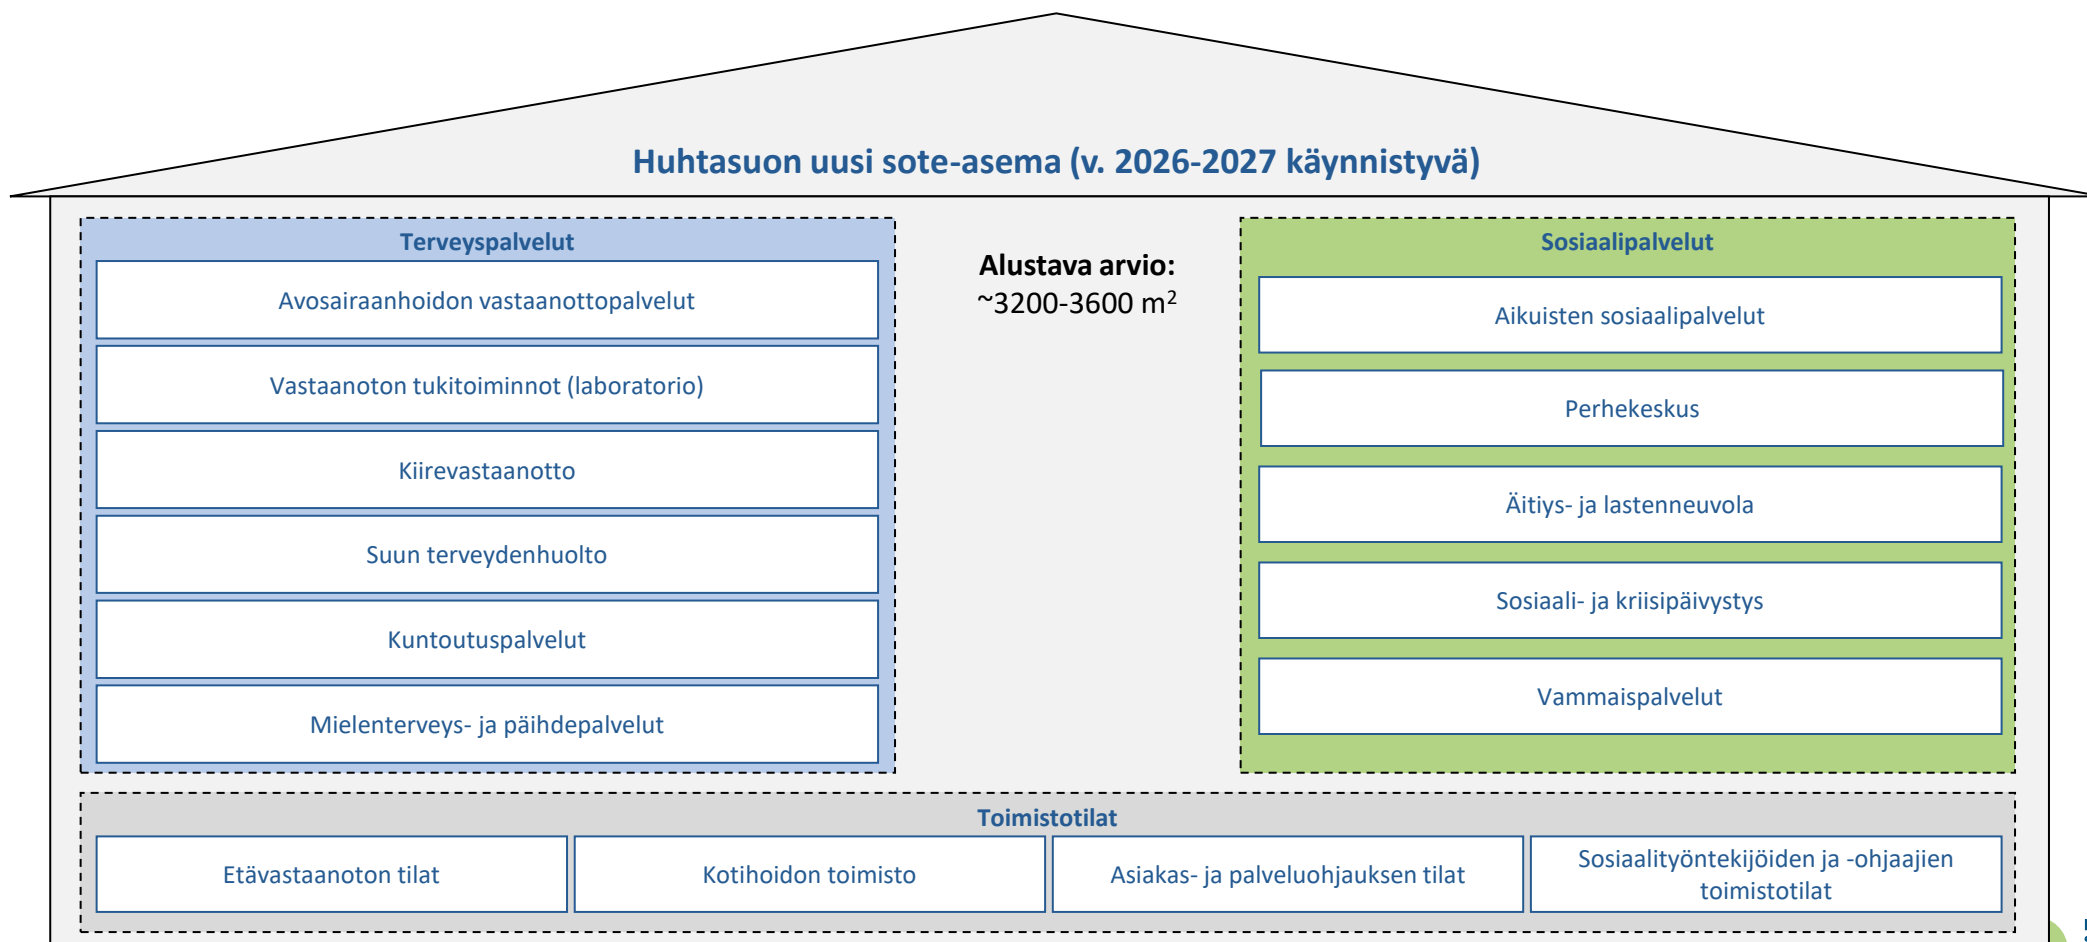 Huhtasuon uusi sote-asema (v. 2026-2027 käynnistyvä)
Terveyspalvelut
Avosairaanhoidon vastaanottopalvelut
Vastaanoton tukitoiminnot (laboratorio)
Kiirevastaanotto
Suun terveydenhuolto
Kuntoutuspalvelut
Mielenterveys- ja päihdepalvelut
Alustava arvio:
~3200-3600 m²
Sosiaalipalvelut
Aikuisten sosiaalipalvelut
Perhekeskus
Äitiys- ja lastenneuvola
Sosiaali- ja kriisipäivystys
Vammaispalvelut
Toimistotilat
Etävastaanoton tilat
Kotihoidon toimisto
Asiakas- ja palveluohjauksen tilat
Sosiaalityöntekijöiden ja -ohjaajien
toimistotilat